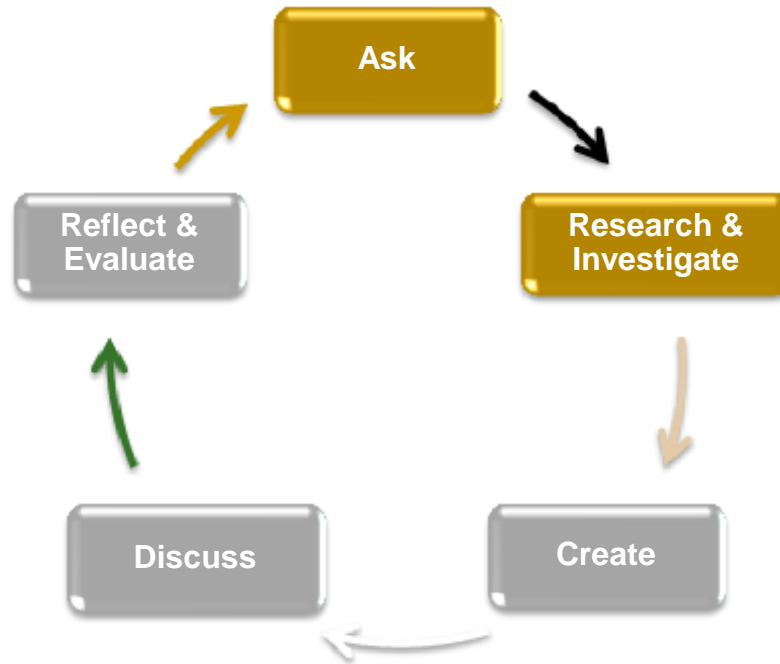 Ask
Research &
Investigate
Create
Discuss
Reflect &
Evaluate